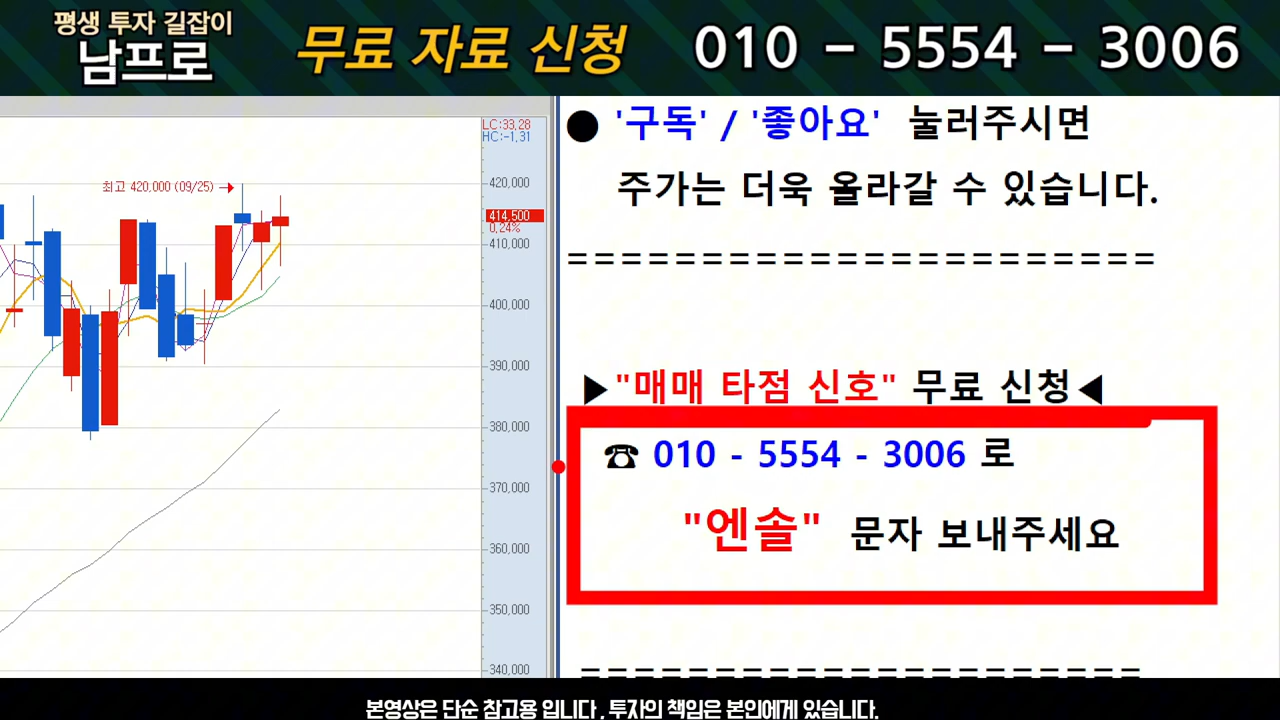 평생 투자 길잡이
남프로
무료 자료 신청
010 - 5554 - 3006
LC:33,28
HC:-1,31
최고 420,000 (09/25)
420,000
414,500
0,24%
410,000
400,000
390,000
380,000
370,000
360,000
350,000
340,000
● '구독' / '좋아요' 눌러주시면
주가는 더욱 올라갈 수 있습니다.
======================
▶"매매 타점 신호" 무료 신청◀
☎ 010 - 5554 - 3006 로
"엔솔" 문자 보내주세요
=====================
본영상은 단순 참고용 입니다 , 투자의 책임은 본인에게 있습니다.